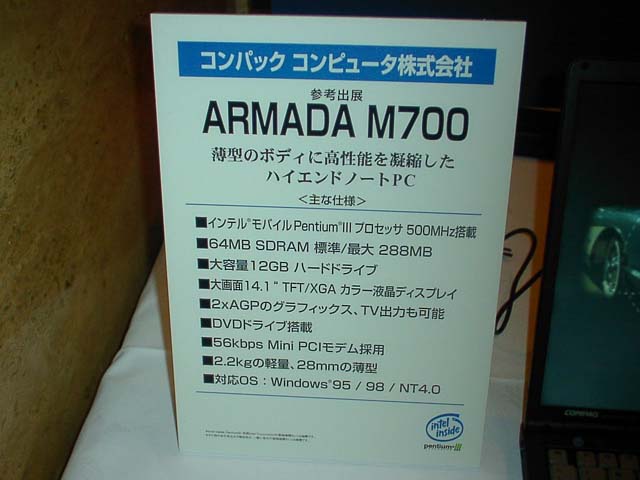 コンパック コンピュータ株式会社
参考出展
ARMADA M700
薄型のボディに高性能を凝縮した
ハイエンドノートPC
＜主な仕様＞
■インテル®モバイルPentium®III プロセッサ 500MHz搭載
■64MB SDRAM 標準/最大 288MB
■大容量12GB ハードドライブ
■大画面14.1" TFT/XGA カラー液晶ディスプレイ
■2xAGPのグラフィックス、TV出力も可能
■DVDドライブ搭載
■56kbps Mini PCIモデム採用
■2.2kgの軽量、28mmの薄型
■対応OS：Windows®95 / 98 / NT4.0
intel
inside
pentium III
COMPAQ